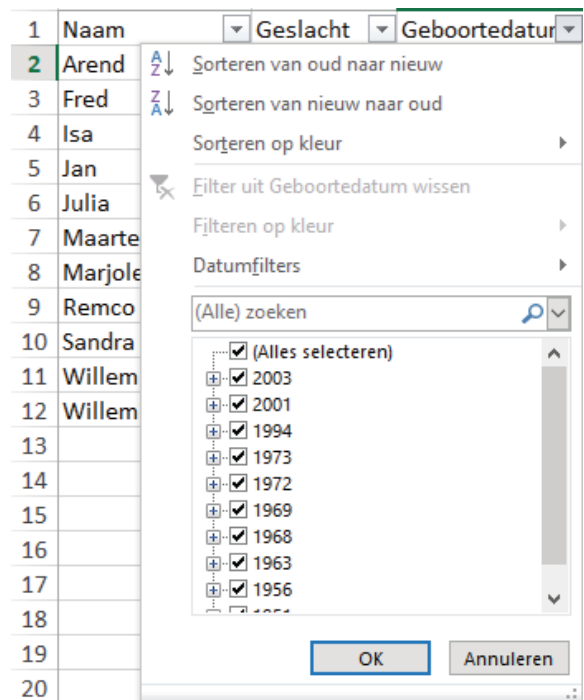 1 Naam Geslacht Geboortedatur
2 Arend
3 Fred
4 Isa
5 Jan
6 Julia
7 Maarte
8 Marjole
9 Remco
10 Sandra
11 Willem
12 Willem
13
14
15
16
17
18
19
20
Sorteren van oud naar nieuw
Sorteren van nieuw naar oud
Sorteren op kleur
Filter uit Geboortedatum wissen
Filteren op kleur
Datumfilters
(Alle) zoeken
(Alles selecteren)
2003
2001
1994
1973
1972
1969
1968
1963
1956
OK Annuleren